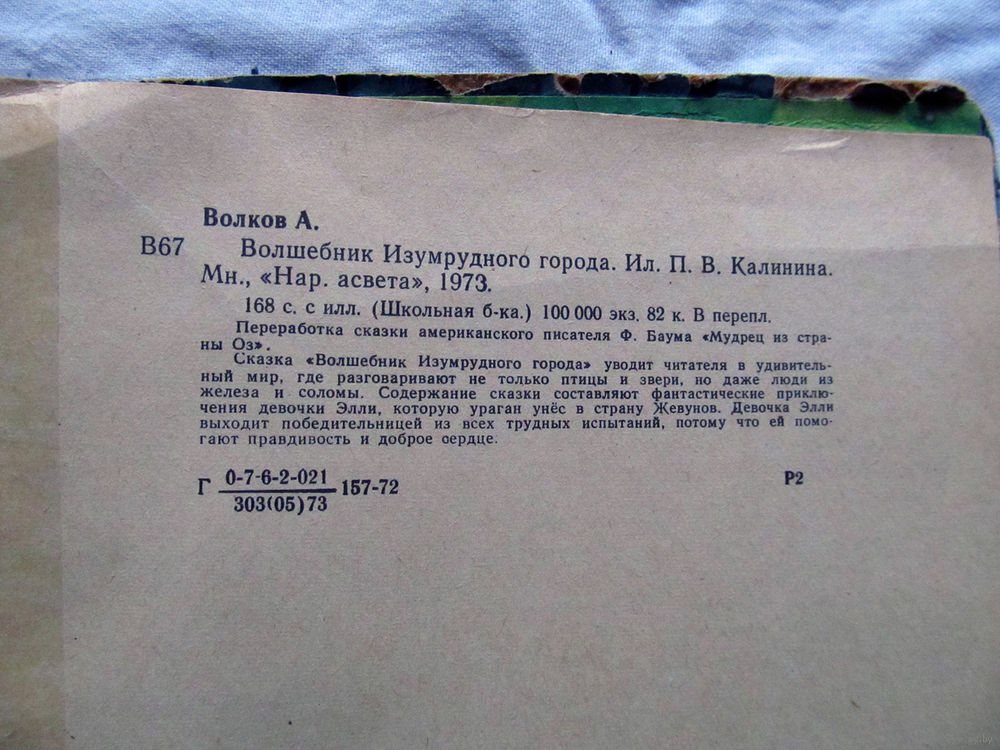 Волков А.
В67 Волшебник Изумрудного города. Ил. П. В. Калинина.
Мн., «Нар. асвета», 1973.
168 с. с илл. (Школьная б-ка.) 100 000 экз. 82 к. В перепл.
Переработка сказки американского писателя Ф. Баума «Мудрец из стра-
ны Оз».
Сказка «Волшебник Изумрудного города» уводит читателя в удивитель-
ный мир, где разговаривают не только птицы и звери, но даже люди из
железа и соломы. Содержание сказки составляют фантастические приклю-
чения девочки Элли, которую ураган унёс в страну Жевунов. Девочка Элли
выходит победительницей из всех трудных испытаний, потому что ей помо-
гают правдивость и доброе сердце.
0-7-6-2-021
Г 157-72 Р2
303(05)73